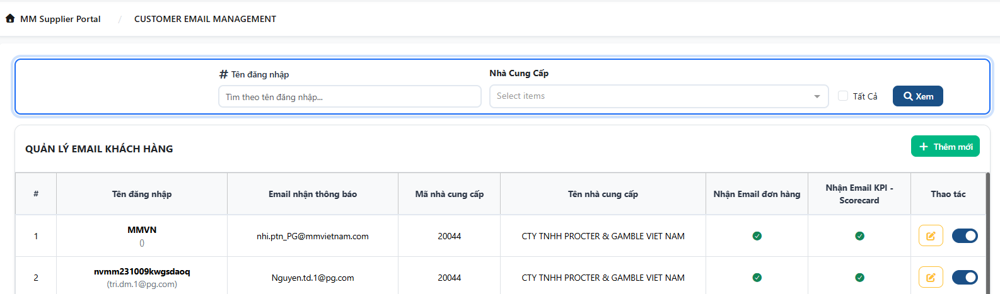 MM Supplier Portal / CUSTOMER EMAIL MANAGEMENT
# Tên đăng nhập
Nhà Cung Cấp
Tìm theo tên đăng nhập...
Select items
Tất Cả
Xem
QUẢN LÝ EMAIL KHÁCH HÀNG
+ Thêm mới
# Tên đăng nhập Email nhận thông báo Mã nhà cung cấp Tên nhà cung cấp Nhận Email đơn hàng Nhận Email KPI - Scorecard Thao tác
1 MMVN () nhi.ptn_PG@mmvietnam.com 20044 CTY TNHH PROCTER & GAMBLE VIET NAM
2 nvmm231009kwgsdaoq (tri.dm.1@pg.com) Nguyen.td.1@pg.com 20044 CTY TNHH PROCTER & GAMBLE VIET NAM